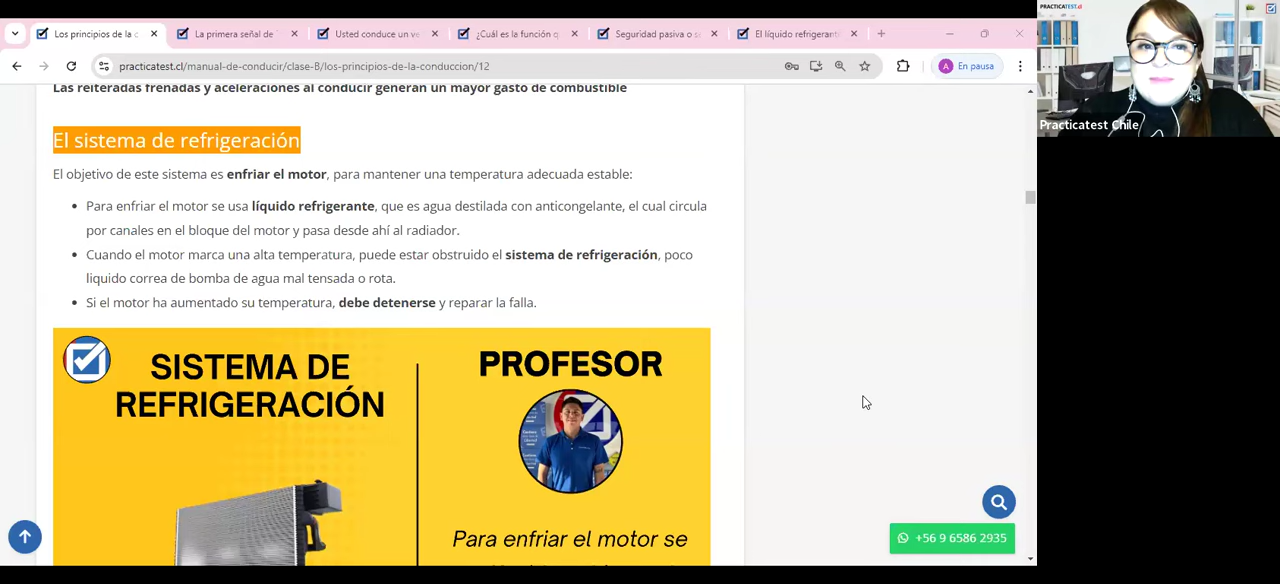 Los principios de la c
La primera señal de
Usted conduce un ve
¿Cuál es la función q
Seguridad pasiva o s
El líquido refrigerant
practicatest.cl/manual-de-conducir/clase-B/los-principios-de-la-conduccion/12
A En pausa
PRACTICATEST.cl
Practicatest Chile
Las reiteradas frenadas y aceleraciones al conducir generan un mayor gasto de combustible
El sistema de refrigeración
El objetivo de este sistema es enfriar el motor, para mantener una temperatura adecuada estable:
Para enfriar el motor se usa líquido refrigerante, que es agua destilada con anticongelante, el cual circula
por canales en el bloque del motor y pasa desde ahí al radiador.
Cuando el motor marca una alta temperatura, puede estar obstruido el sistema de refrigeración, poco
liquido correa de bomba de agua mal tensada o rota.
Si el motor ha aumentado su temperatura, debe detenerse y reparar la falla.
SISTEMA DE
REFRIGERACIÓN
PROFESOR
Para enfriar el motor se
+56 9 6586 2935